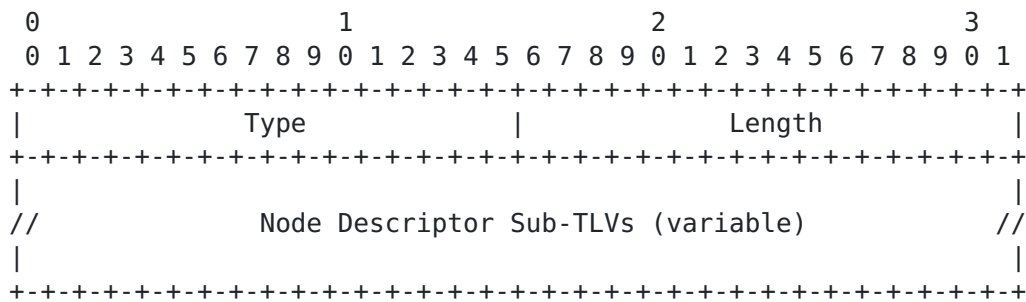 0                   1                   2                   3
 0 1 2 3 4 5 6 7 8 9 0 1 2 3 4 5 6 7 8 9 0 1 2 3 4 5 6 7 8 9 0 1
+-+-+-+-+-+-+-+-+-+-+-+-+-+-+-+-+-+-+-+-+-+-+-+-+-+-+-+-+-+-+-+-+
|              Type             |             Length            |
+-+-+-+-+-+-+-+-+-+-+-+-+-+-+-+-+-+-+-+-+-+-+-+-+-+-+-+-+-+-+-+-+
|                                                               |
//              Node Descriptor Sub-TLVs (variable)            //
|                                                               |
+-+-+-+-+-+-+-+-+-+-+-+-+-+-+-+-+-+-+-+-+-+-+-+-+-+-+-+-+-+-+-+-+